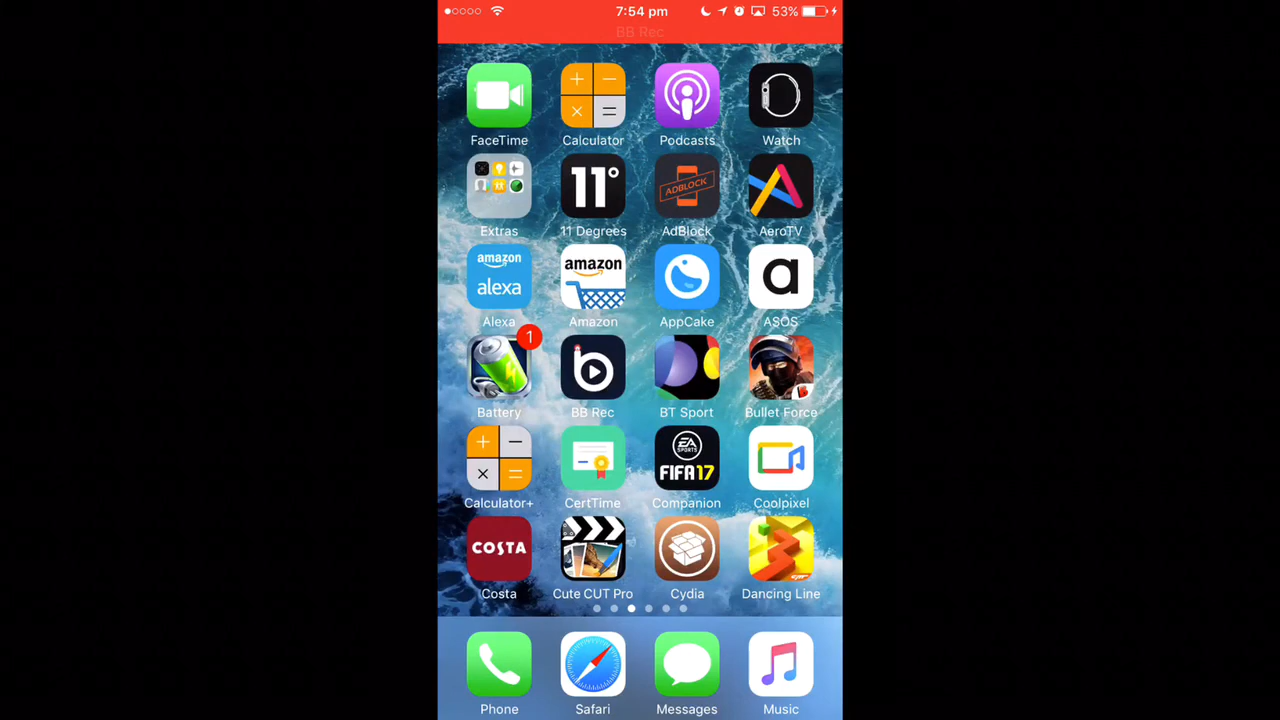 7:54 pm 53%
BB Rec
FaceTime Calculator Podcasts Watch
11° ADBLOCK
Extras 11 Degrees AdBlock AeroTV
amazon alexa amazon a
Alexa Amazon AppCake ASOS
1
b
Battery BB Rec BT Sport Bullet Force
EA SPORTS FIFA17
Calculator+ CertTime Companion Coolpixel
COSTA
Costa Cute CUT Pro Cydia Dancing Line
Phone Safari Messages Music